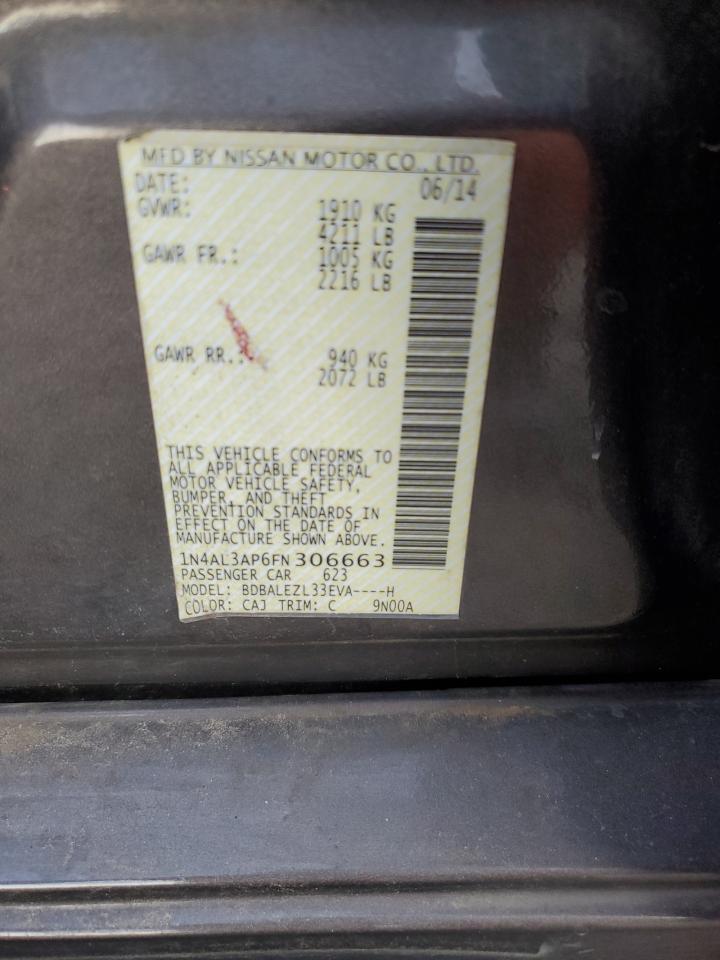 MFD BY NISSAN MOTOR CO., LTD.
DATE: 06/14
GVWR: 1910 KG
4211 LB
GAWR FR.: 1005 KG
2216 LB
GAWR RR.: 940 KG
2072 LB
THIS VEHICLE CONFORMS TO
ALL APPLICABLE FEDERAL
MOTOR VEHICLE SAFETY,
BUMPER, AND THEFT
PREVENTION STANDARDS IN
EFFECT ON THE DATE OF
MANUFACTURE SHOWN ABOVE.
1N4AL3AP6FN306663
PASSENGER CAR 623
MODEL: BDBALEZL33EVA----H
COLOR: CAJ TRIM: C 9N00A